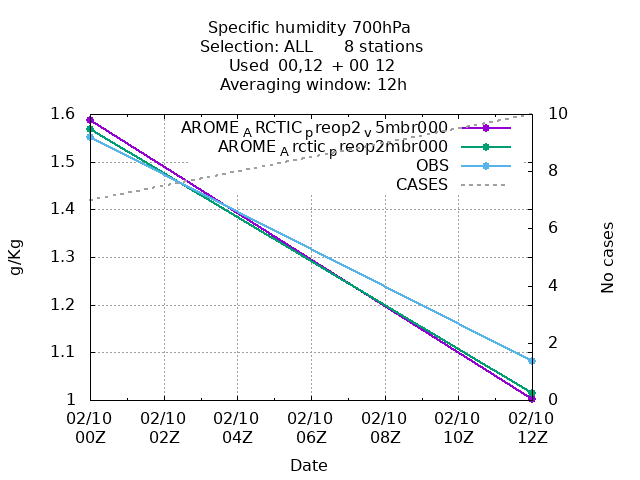 Specific humidity 700hPa
Selection: ALL 8 stations
Used 00,12 + 00 12
Averaging window: 12h
1.6
1.5
1.4
1.3
1.2
1.1
1
g/Kg
AROME_ARCTIC_preop2_v5mbr000
AROME_Arctic_preop2mbr000
OBS
CASES
10
8
6
4
2
0
No cases
02/10 02/10 02/10 02/10 02/10 02/10 02/10
00Z 02Z 04Z 06Z 08Z 10Z 12Z
Date